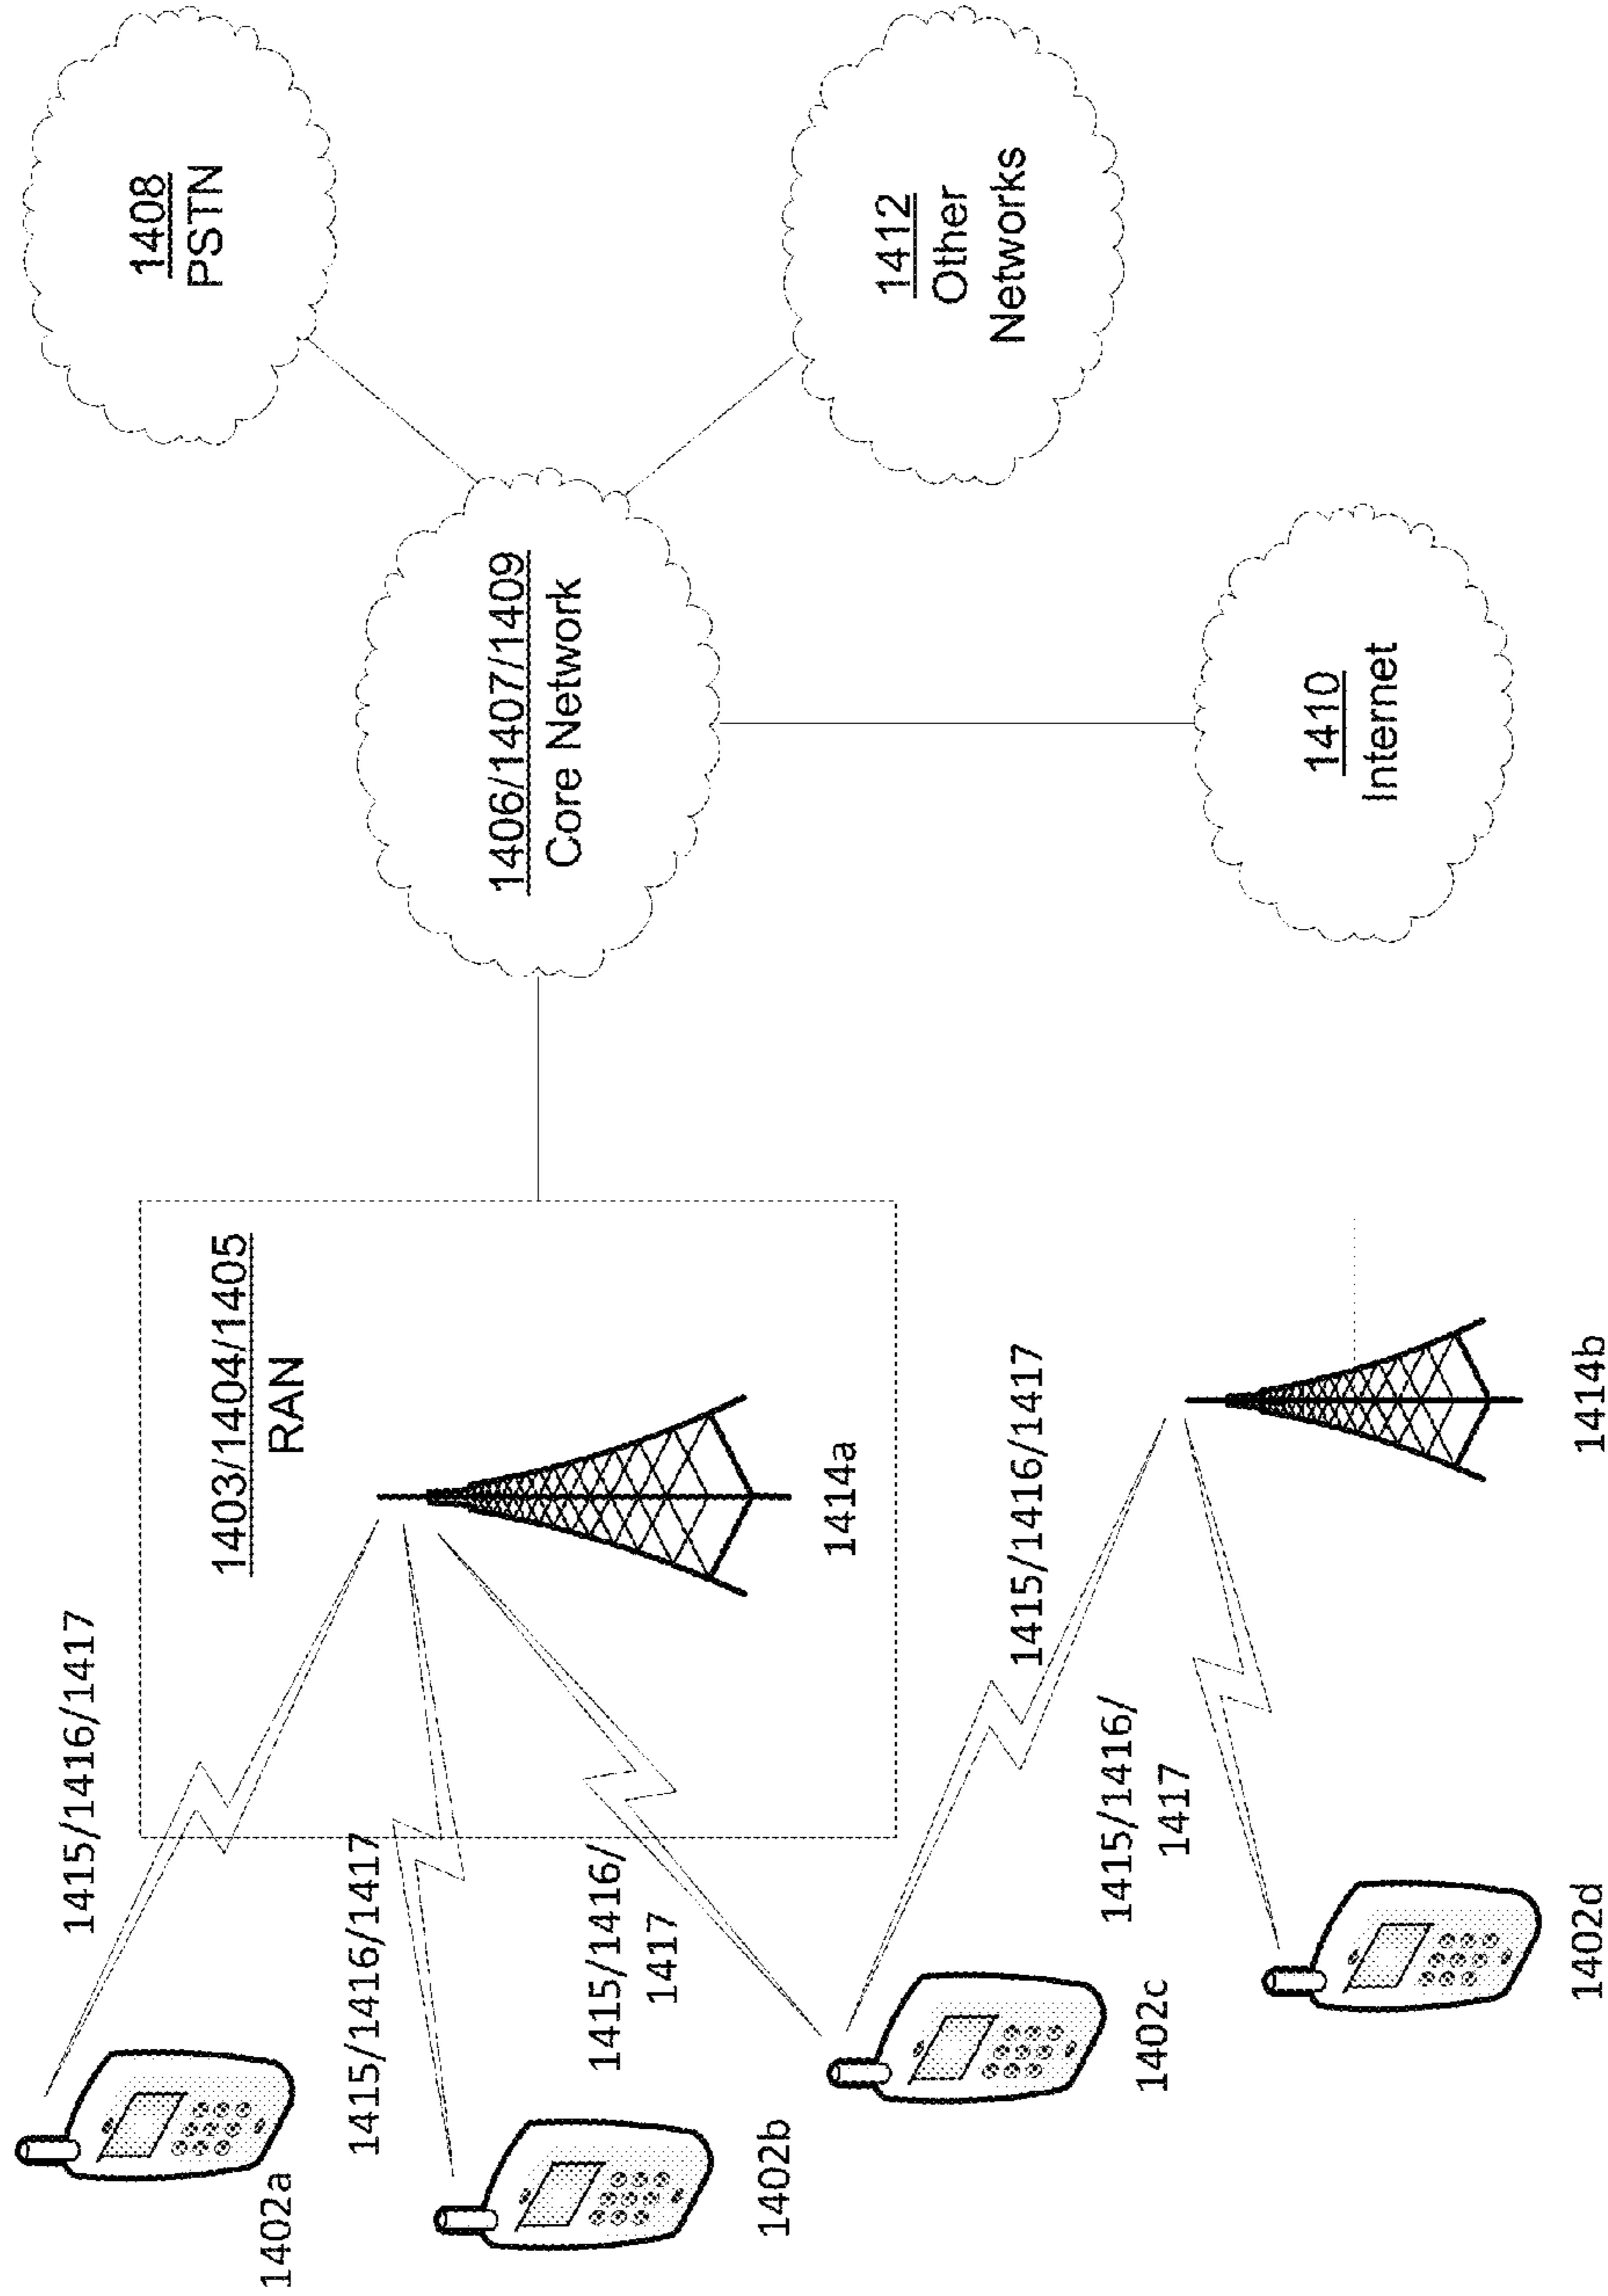 1402a
1415/1416/1417
1403/1404/1405
RAN
1408
PSTN
1415/1416/1417
1406/1407/1409
Core Network
1402b
1415/1416/
1417
1414a
1412
Other
Networks
1402c
1415/1416/1417
1415/1416/
1417
1410
Internet
1402d
1414b